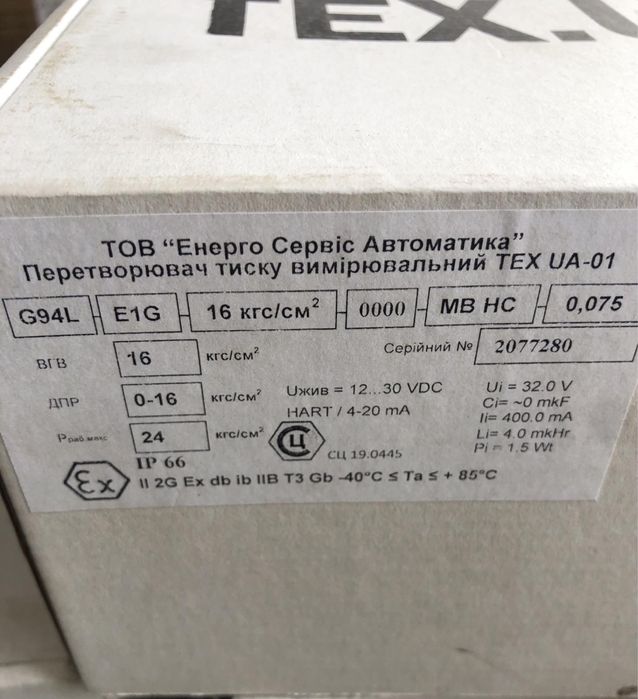 TEX.U
ТОВ “Енерго Сервіс Автоматика”
Перетворювач тиску вимірювальний TEX UA-01
G94L - E1G - 16 кгс/см² - 0000 - MB HC - 0,075
ВГВ 16 кгс/см² Серійний № 2077280
ДПР 0-16 кгс/см²
Рраб.макс 24 кгс/см²
Uжив = 12...30 VDC
HART / 4-20 mA
СЦ СЦ 19.0445
Ui = 32.0 V
Ci= ~0 mkF
Ii= 400.0 mA
Li= 4.0 mkHr
Pi = 1.5 Wt
IP 66
Ex II 2G Ex db ib IIB T3 Gb -40°C ≤ Ta ≤ + 85°C